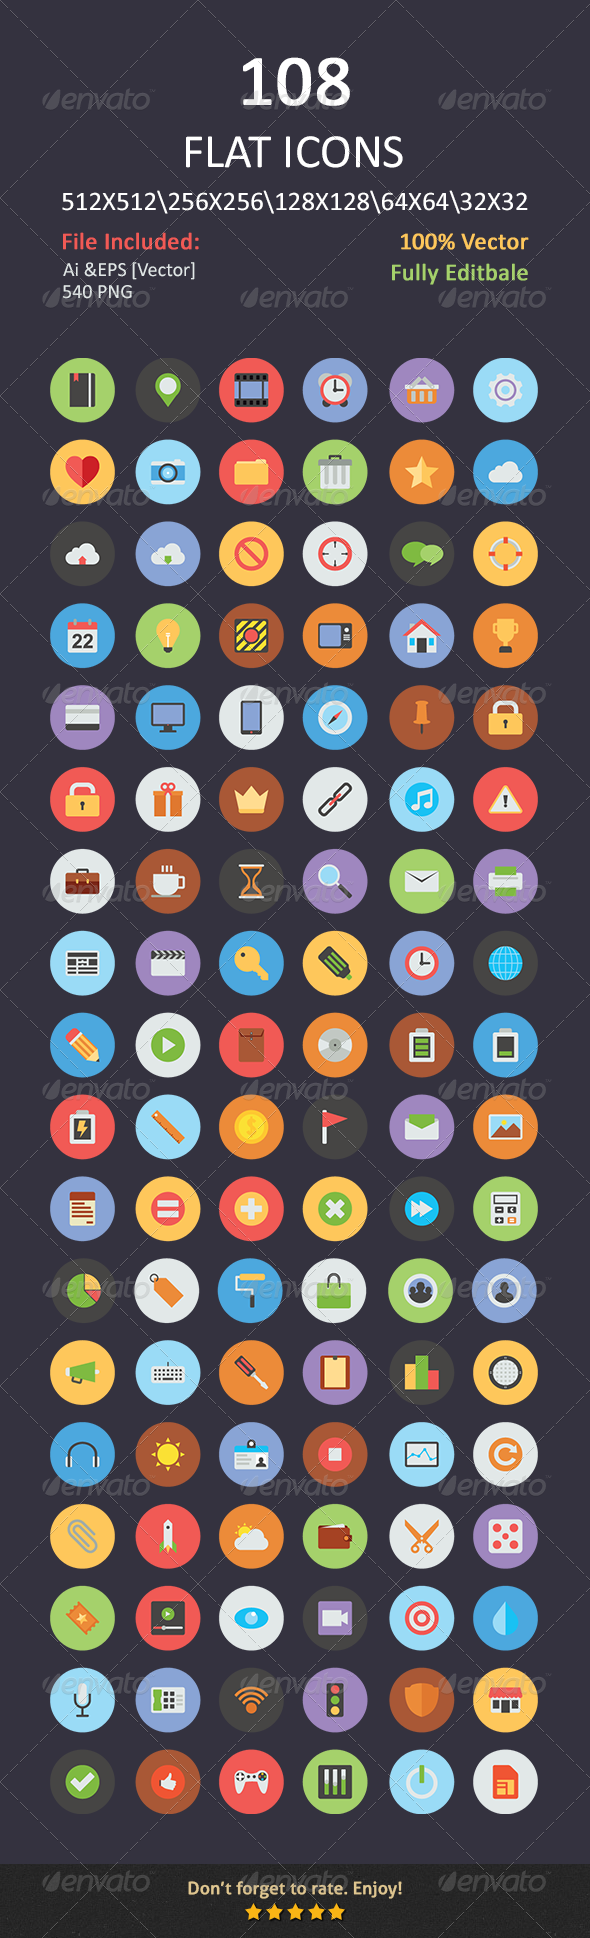 108
FLAT ICONS
512X512\256X256\128X128\64X64\32X32
File Included:
100% Vector
Ai &EPS [Vector]
Fully Editbale
540 PNG
envato
22
Don't forget to rate. Enjoy!